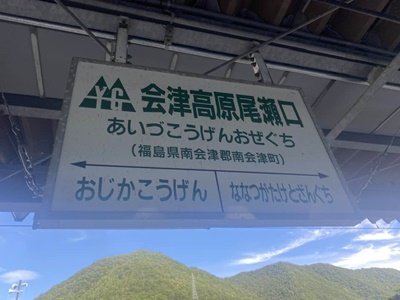 YG 会津高原尾瀬口
あいづこうげんおぜぐち
(福島県南会津郡南会津町)
おじかこうげん ななつがたけとざんぐち